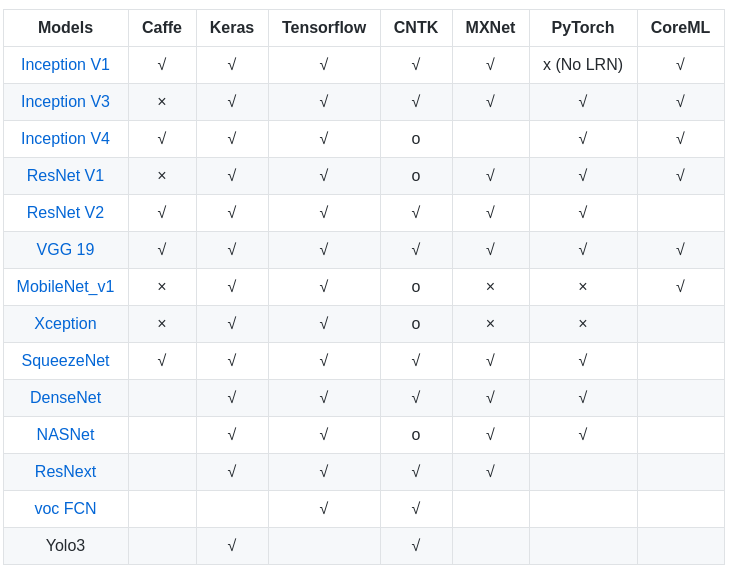 Models Caffe Keras Tensorflow CNTK MXNet PyTorch CoreML
Inception V1 √ √ √ √ √ x (No LRN) √
Inception V3 × √ √ √ √ √ √
Inception V4 √ √ √ o √ √
ResNet V1 × √ √ o √ √ √
ResNet V2 √ √ √ √ √ √
VGG 19 √ √ √ √ √ √ √
MobileNet_v1 × √ √ o × × √
Xception × √ √ o × ×
SqueezeNet √ √ √ √ √ √
DenseNet √ √ √ √ √
NASNet √ √ o √ √
ResNext √ √ √ √
voc FCN √ √
Yolo3 √ √